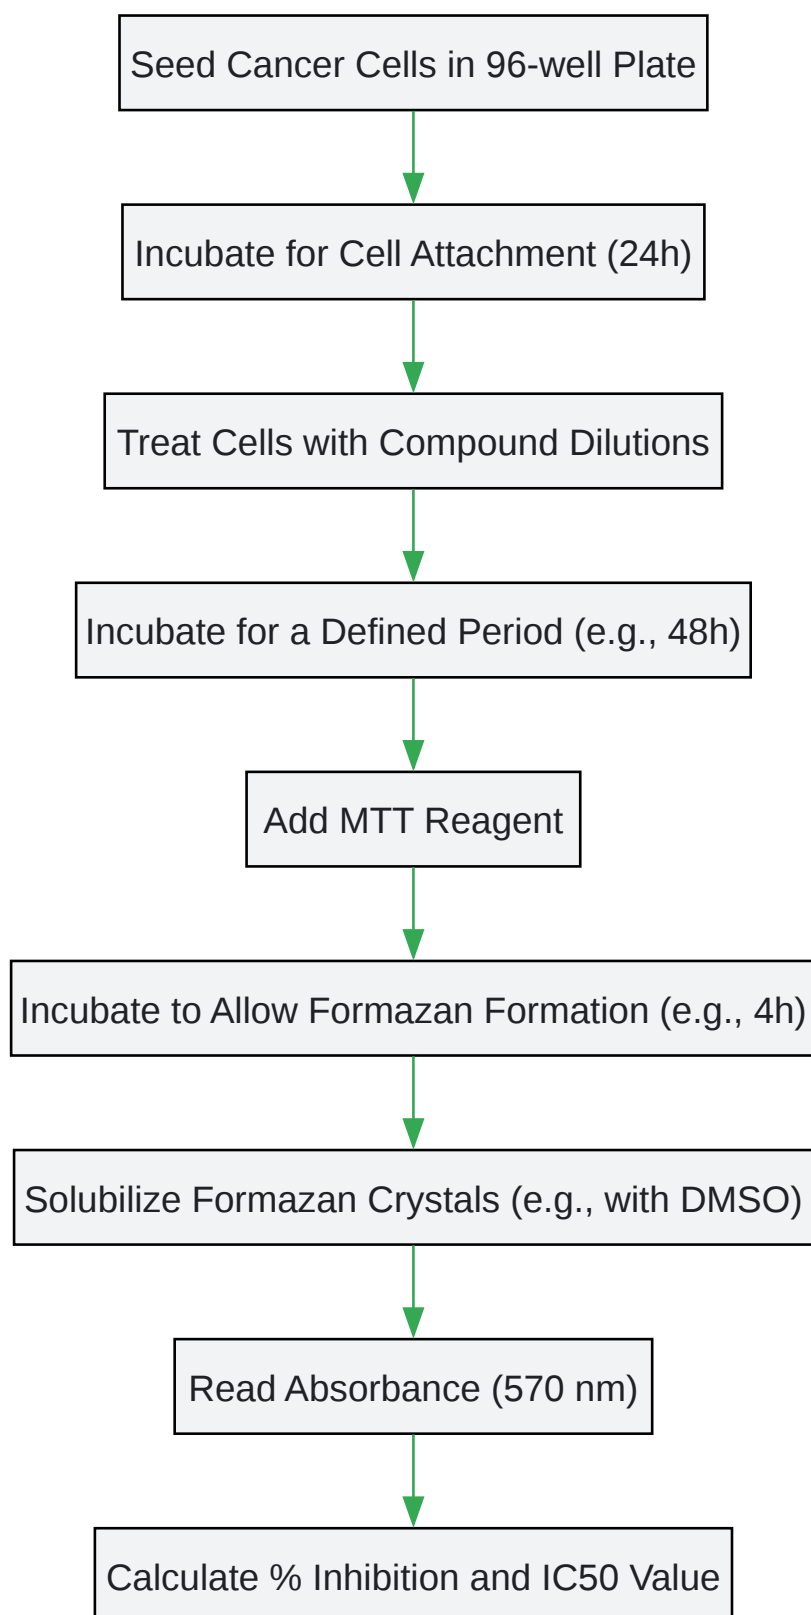 Seed Cancer Cells in 96-well Plate
Incubate for Cell Attachment (24h)
Treat Cells with Compound Dilutions
Incubate for a Defined Period (e.g., 48h)
Add MTT Reagent
Incubate to Allow Formazan Formation (e.g., 4h)
Solubilize Formazan Crystals (e.g., with DMSO)
Read Absorbance (570 nm)
Calculate % Inhibition and IC50 Value